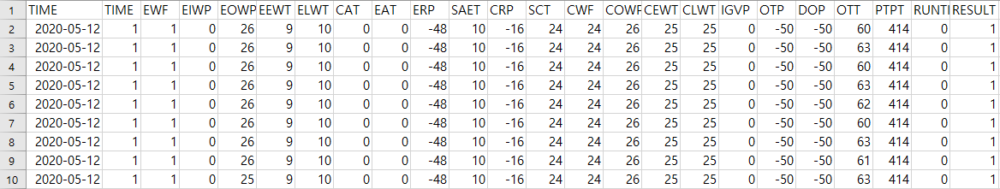 1 TIME TIME EWF EIWP EOWP EEWT ELWT CAT EAT ERP SAET CRP SCT CWF COWP CEWT CLWT IGVP OTP DOP OTT PTPT RUNTI RESULT
2 2020-05-12 1 1 0 26 9 10 0 0 -48 10 -16 24 24 26 25 25 0 -50 -50 60 414 0 1
3 2020-05-12 1 1 0 26 9 10 0 0 -48 10 -16 24 24 26 25 25 0 -50 -50 63 414 0 1
4 2020-05-12 1 1 0 26 9 10 0 0 -48 10 -16 24 24 26 25 25 0 -50 -50 60 414 0 1
5 2020-05-12 1 1 0 26 9 10 0 0 -48 10 -16 24 24 26 25 25 0 -50 -50 63 414 0 1
6 2020-05-12 1 1 0 26 9 10 0 0 -48 10 -16 24 24 26 25 25 0 -50 -50 62 414 0 1
7 2020-05-12 1 1 0 26 9 10 0 0 -48 10 -16 24 24 26 25 25 0 -50 -50 60 414 0 1
8 2020-05-12 1 1 0 26 9 10 0 0 -48 10 -16 24 24 26 25 25 0 -50 -50 63 414 0 1
9 2020-05-12 1 1 0 26 9 10 0 0 -48 10 -16 24 24 26 25 25 0 -50 -50 61 414 0 1
10 2020-05-12 1 1 0 25 9 10 0 0 -48 10 -16 24 24 26 25 25 0 -50 -50 63 414 0 1